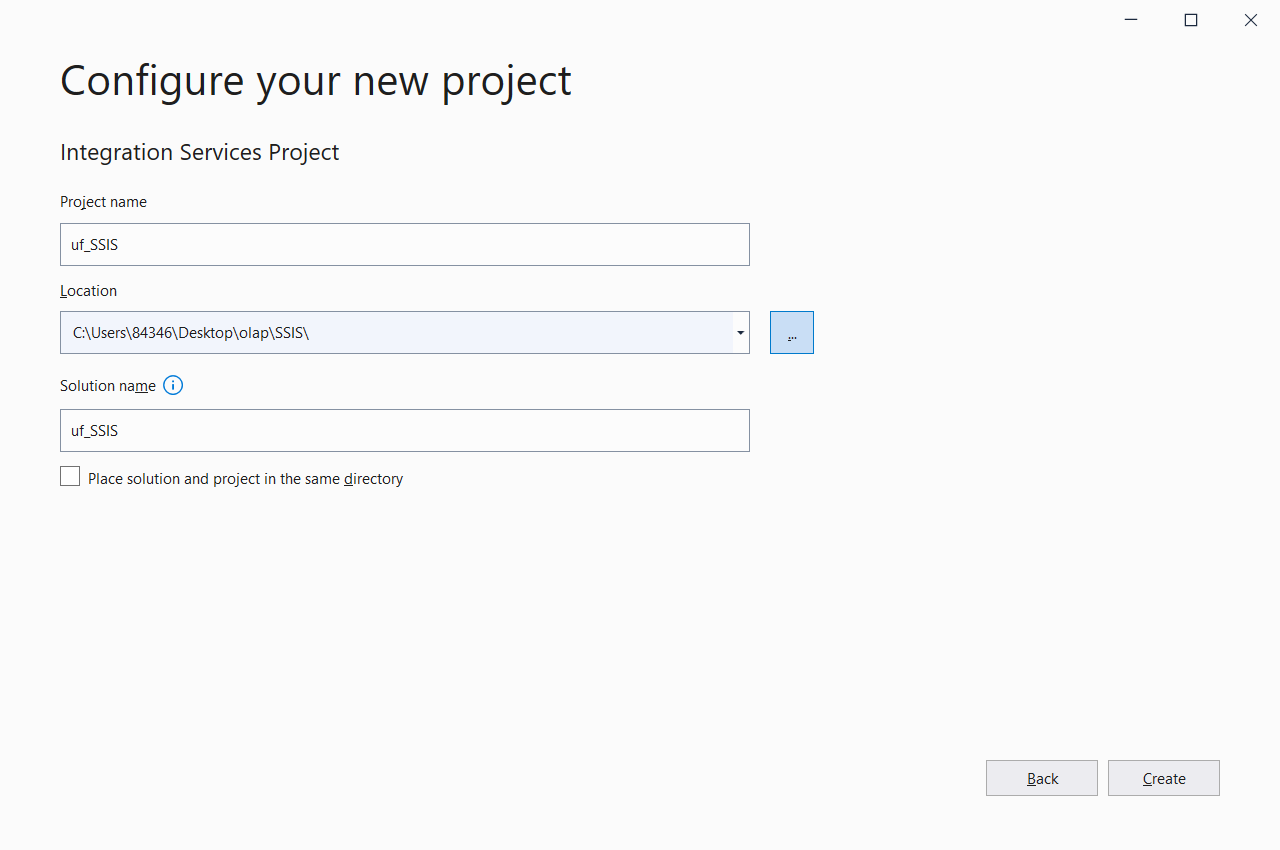 Configure your new project
Integration Services Project
Project name
uf_SSIS
Location
C:\Users\84346\Desktop\olap\SSIS\
...
Solution name
uf_SSIS
Place solution and project in the same directory
Back
Create